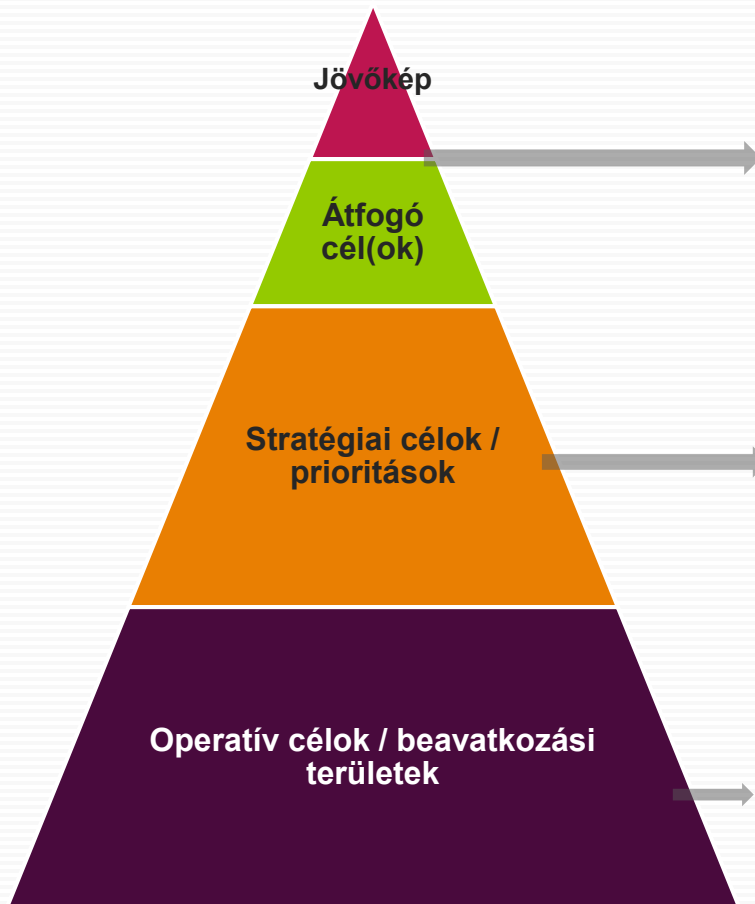 Jövőkép
Átfogó
cél(ok)
Stratégiai célok /
prioritások
Operatív célok / beavatkozási
területek